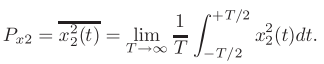 $P_{x2} = \overline{x_2^2(t)} = \lim_{T \to \infty} \frac{1}{T} \int_{-T/2}^{+T/2} x_2^2(t) dt.$